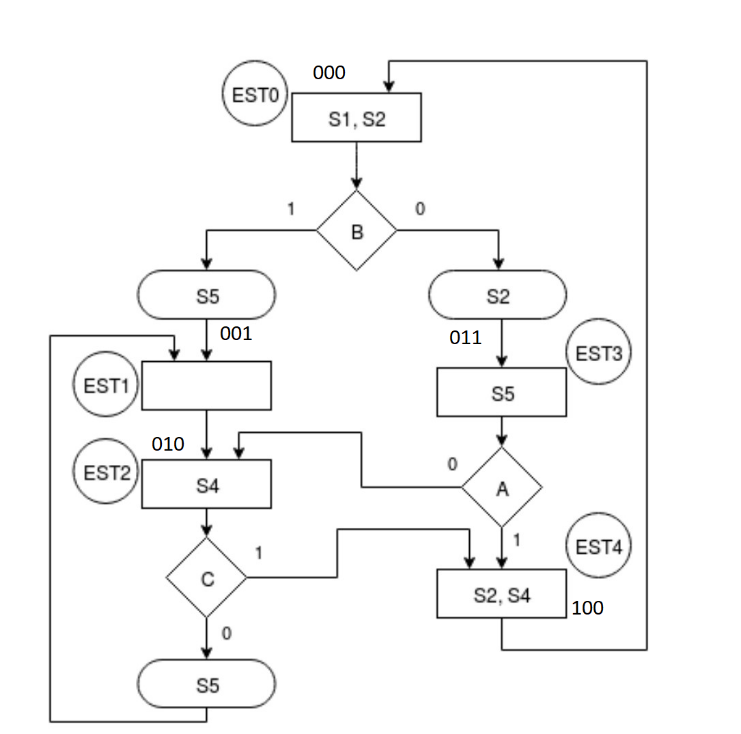 000
EST0
S1, S2
1
0
B
S5
S2
001
011
EST3
EST1
S5
010
EST2
S4
0
A
C
1
1
EST4
S2, S4
100
0
S5